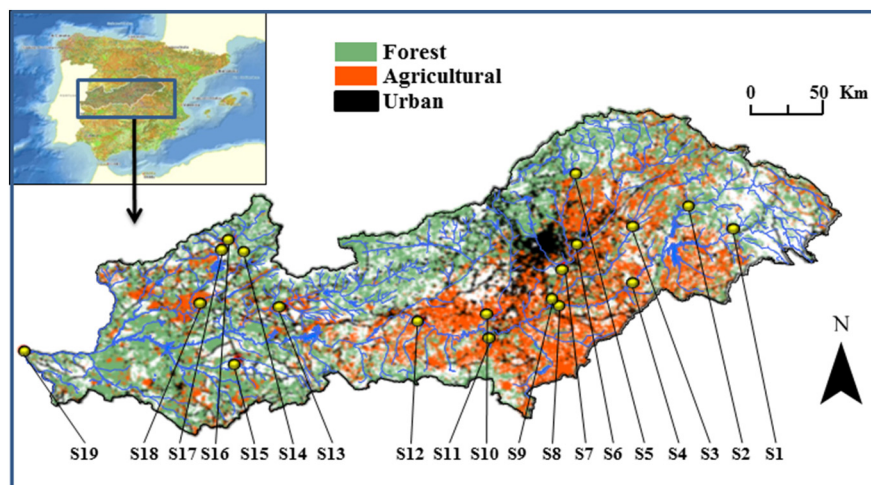 Forest
Agricultural
Urban
0 50 Km
N
S19 S18 S17 S16 S15 S14 S13 S12 S11 S10 S9 S8 S7 S6 S5 S4 S3 S2 S1